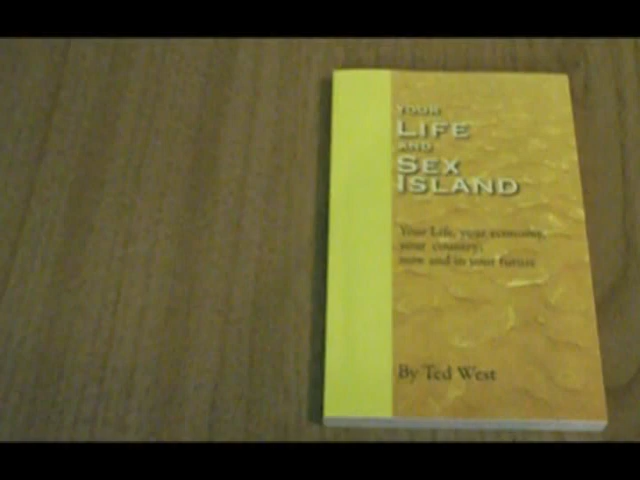 YOUR
LIFE
AND
SEX
ISLAND
Your Life, your economy,
your country;
now and in your future
By Ted West